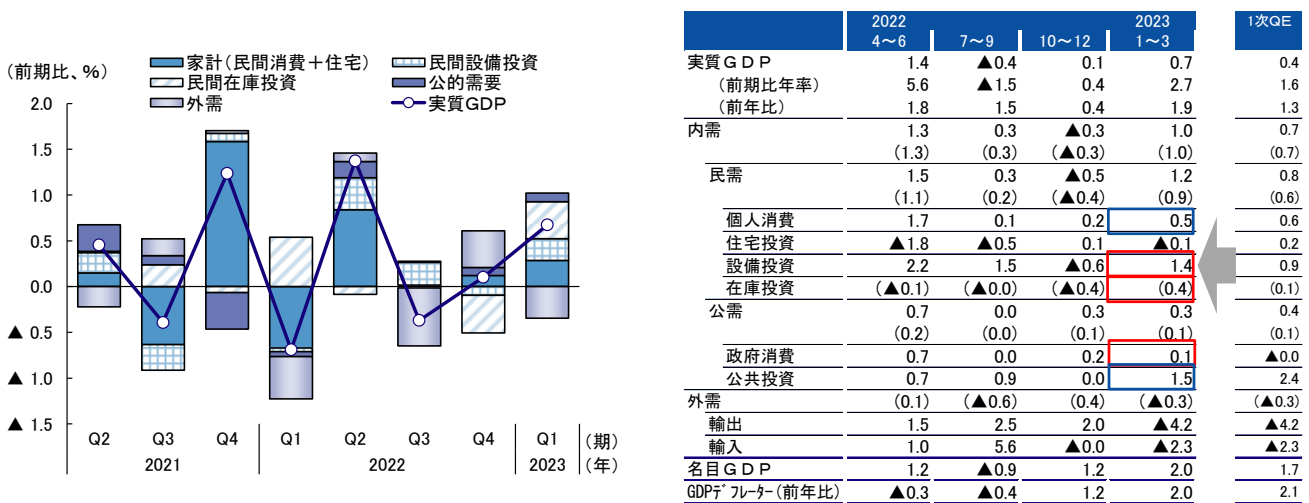 (前期比、%)
家計(民間消費+住宅)
民間設備投資
民間在庫投資
公的需要
外需
実質GDP
2.0
1.5
1.0
0.5
0.0
▲ 0.5
▲ 1.0
▲ 1.5
Q2 Q3 Q4 Q1 Q2 Q3 Q4 Q1 (期)
2021 2022 2023 (年)
2022 2023 1次QE
4~6 7~9 10~12 1~3
実質GDP 1.4 ▲0.4 0.1 0.7 0.4
(前期比年率) 5.6 ▲1.5 0.4 2.7 1.6
(前年比) 1.8 1.5 0.4 1.9 1.3
内需 1.3 0.3 ▲0.3 1.0 0.7
(1.3) (0.3) (▲0.3) (1.0) (0.7)
民需 1.5 0.3 ▲0.5 1.2 0.8
(1.1) (0.2) (▲0.4) (0.9) (0.6)
個人消費 1.7 0.1 0.2 0.5 0.6
住宅投資 ▲1.8 ▲0.5 0.1 ▲0.1 0.2
設備投資 2.2 1.5 ▲0.6 1.4 0.9
在庫投資 (▲0.1) (▲0.0) (▲0.4) (0.4) (0.1)
公需 0.7 0.0 0.3 0.3 0.4
(0.2) (0.0) (0.1) (0.1) (0.1)
政府消費 0.7 0.0 0.2 0.1 ▲0.0
公共投資 0.7 0.9 0.0 1.5 2.4
外需 (0.1) (▲0.6) (0.4) (▲0.3) (▲0.3)
輸出 1.5 2.5 2.0 ▲4.2 ▲4.2
輸入 1.0 5.6 ▲0.0 ▲2.3 ▲2.3
名目GDP 1.2 ▲0.9 1.2 2.0 1.7
GDPデフレーター(前年比) ▲0.3 ▲0.4 1.2 2.0 2.1